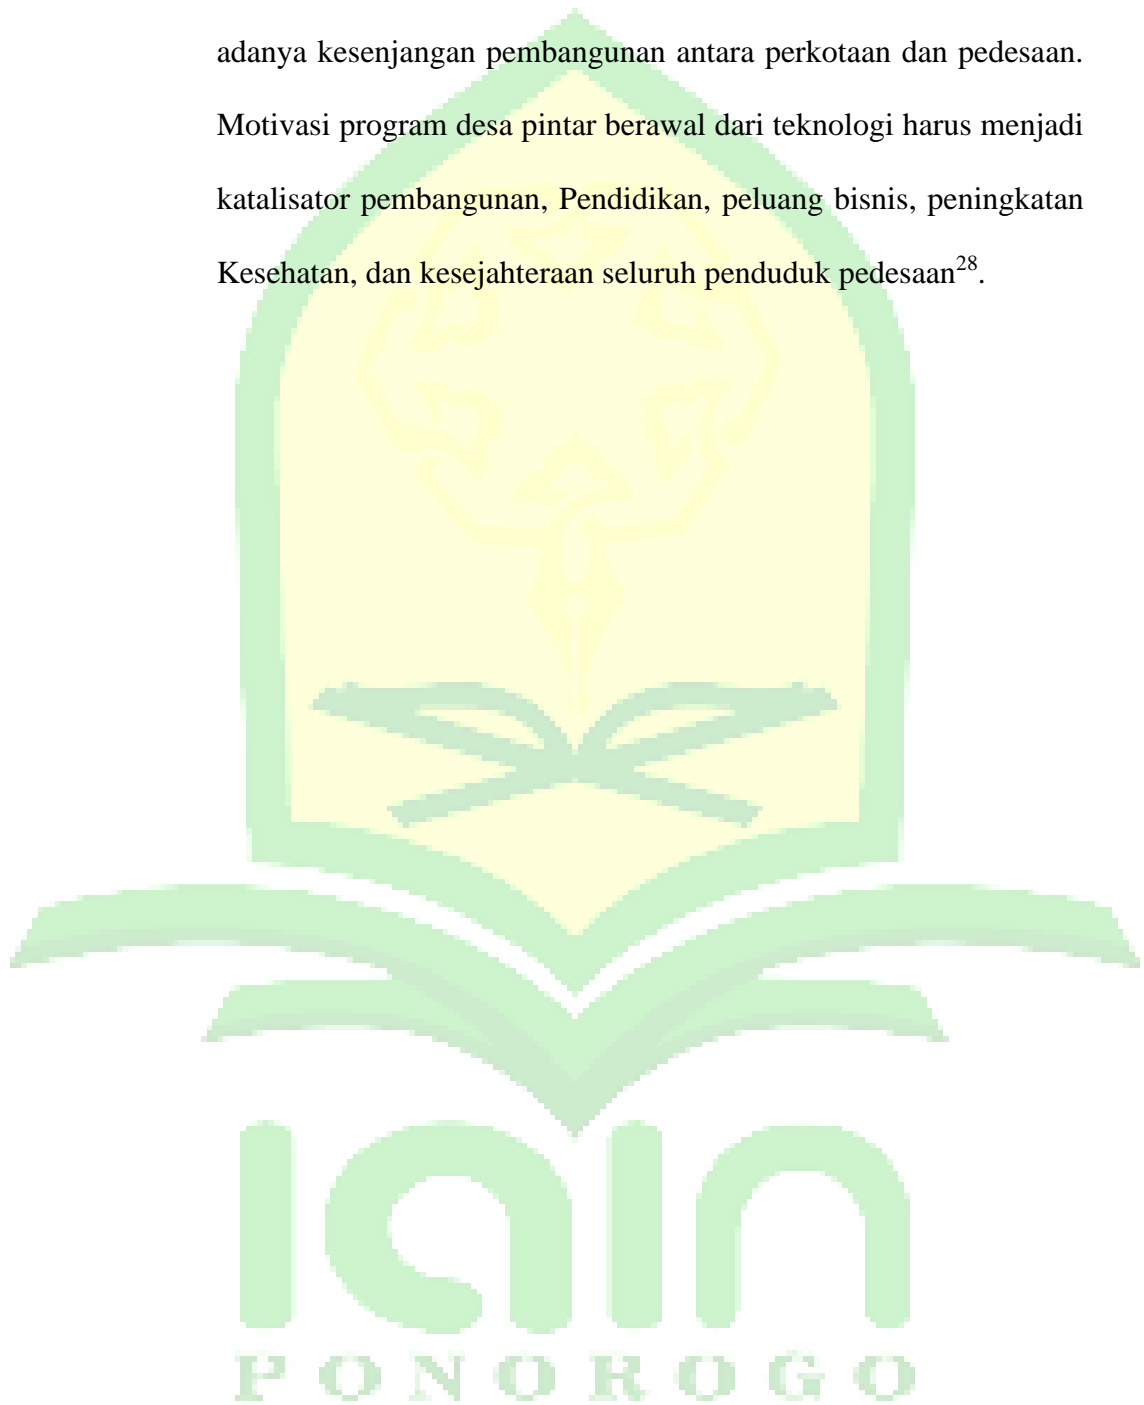 adanya kesenjangan pembangunan antara perkotaan dan pedesaan.
Motivasi program desa pintar berawal dari teknologi harus menjadi
katalisator pembangunan, Pendidikan, peluang bisnis, peningkatan
Kesehatan, dan kesejahteraan seluruh penduduk pedesaan²⁸.
iain
PONOROGO